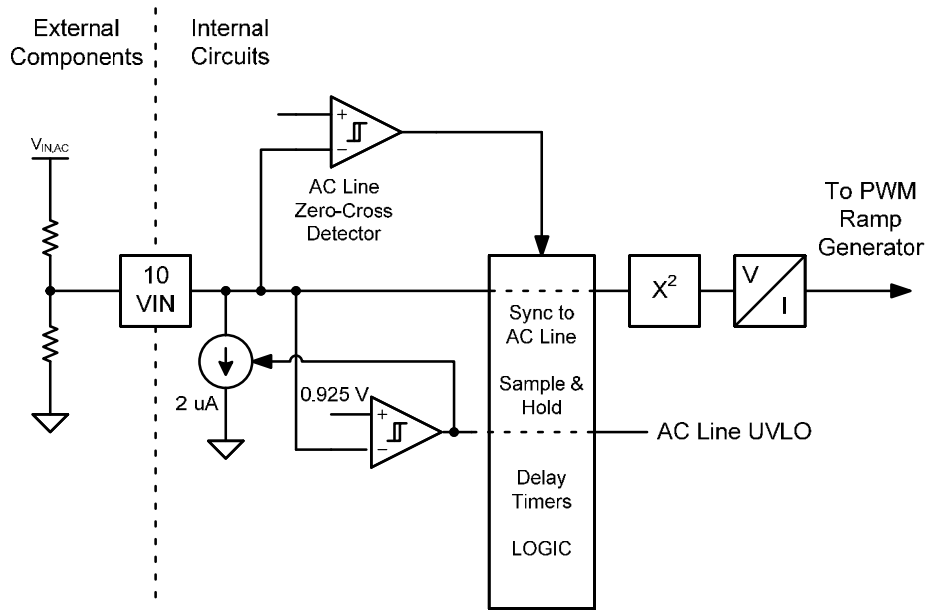 External
Components
Internal
Circuits
V_IN,AC
+
−
AC Line
Zero-Cross
Detector
To PWM
Ramp
Generator
10
VIN
X²
V
I
Sync to
AC Line
Sample &
Hold
2 uA
0.925 V
+
−
AC Line UVLO
Delay
Timers
LOGIC